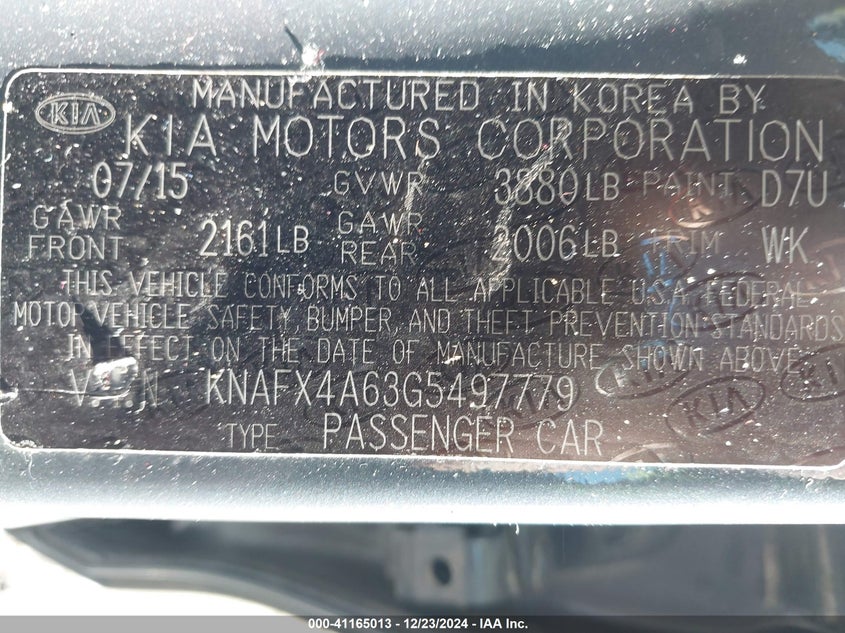 KIA
MANUFACTURED IN KOREA BY
KIA MOTORS CORPORATION
07/15 GVWR 3880LB PAINT D7U
GAWR FRONT 2161LB GAWR REAR 2006LB TRIM WK
THIS VEHICLE CONFORMS TO ALL APPLICABLE U.S.A. FEDERAL
MOTOR VEHICLE SAFETY, BUMPER, AND THEFT PREVENTION STANDARDS
IN EFFECT ON THE DATE OF MANUFACTURE SHOWN ABOVE
V I N KNAFX4A63G5497779
TYPE PASSENGER CAR
000-41165013 - 12/23/2024 - IAA Inc.